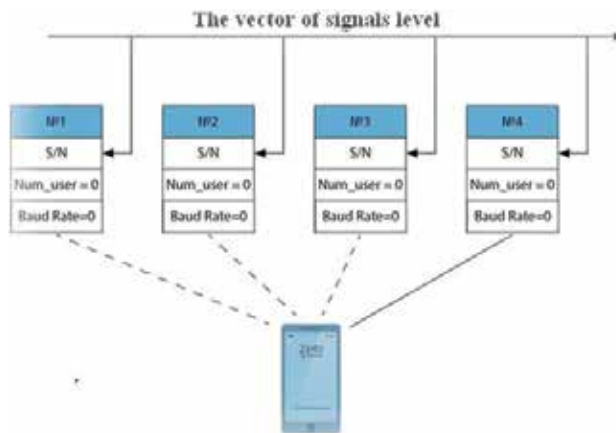 The vector of signals level
№1
№2
№3
№4
S/N
S/N
S/N
S/N
Num_user = 0
Num_user = 0
Num_user = 0
Num_user = 0
Baud Rate=0
Baud Rate=0
Baud Rate=0
Baud Rate=0